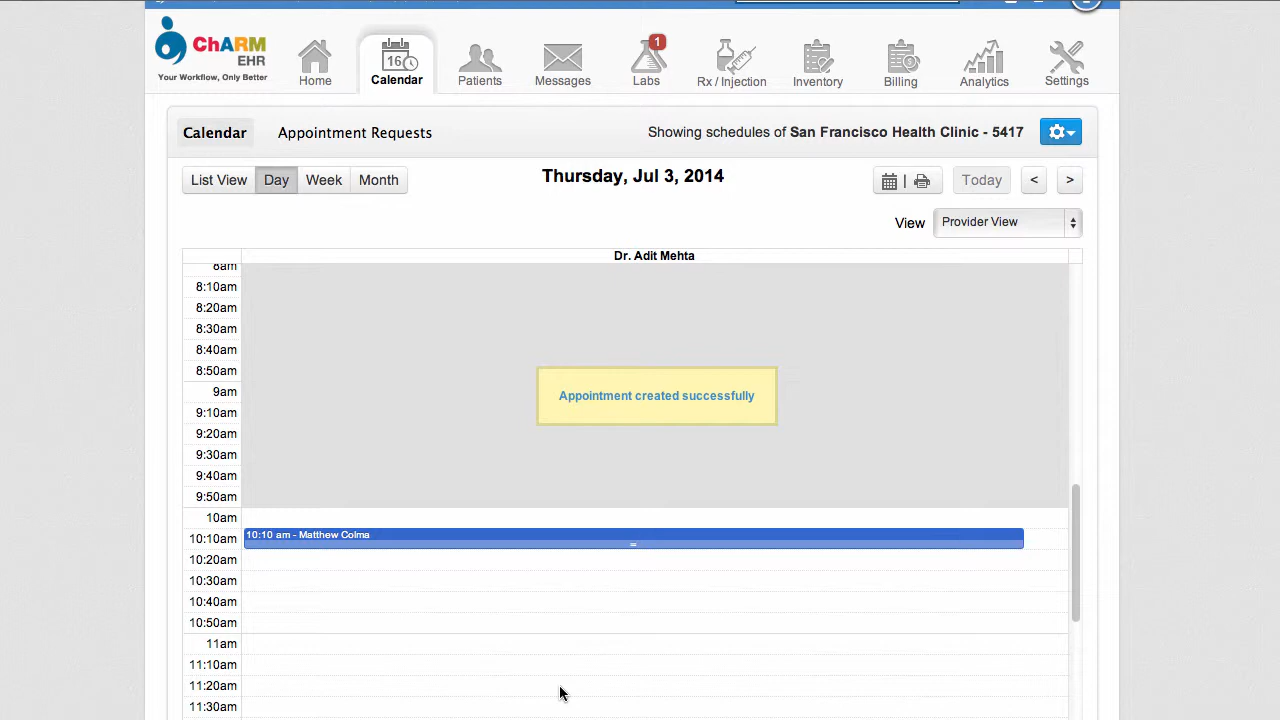 ChARM
EHR
Your Workflow, Only Better
Home
16
Calendar
Patients
Messages
1
Labs
Rx / Injection
Inventory
Billing
Analytics
Settings
Calendar
Appointment Requests
Showing schedules of San Francisco Health Clinic - 5417
List View
Day
Week
Month
Thursday, Jul 3, 2014
|
Today
<
>
View
Provider View
Dr. Adit Mehta
8am
8:10am
8:20am
8:30am
8:40am
8:50am
Appointment created successfully
9am
9:10am
9:20am
9:30am
9:40am
9:50am
10am
10:10am
10:10 am - Matthew Colma
=
10:20am
10:30am
10:40am
10:50am
11am
11:10am
11:20am
11:30am